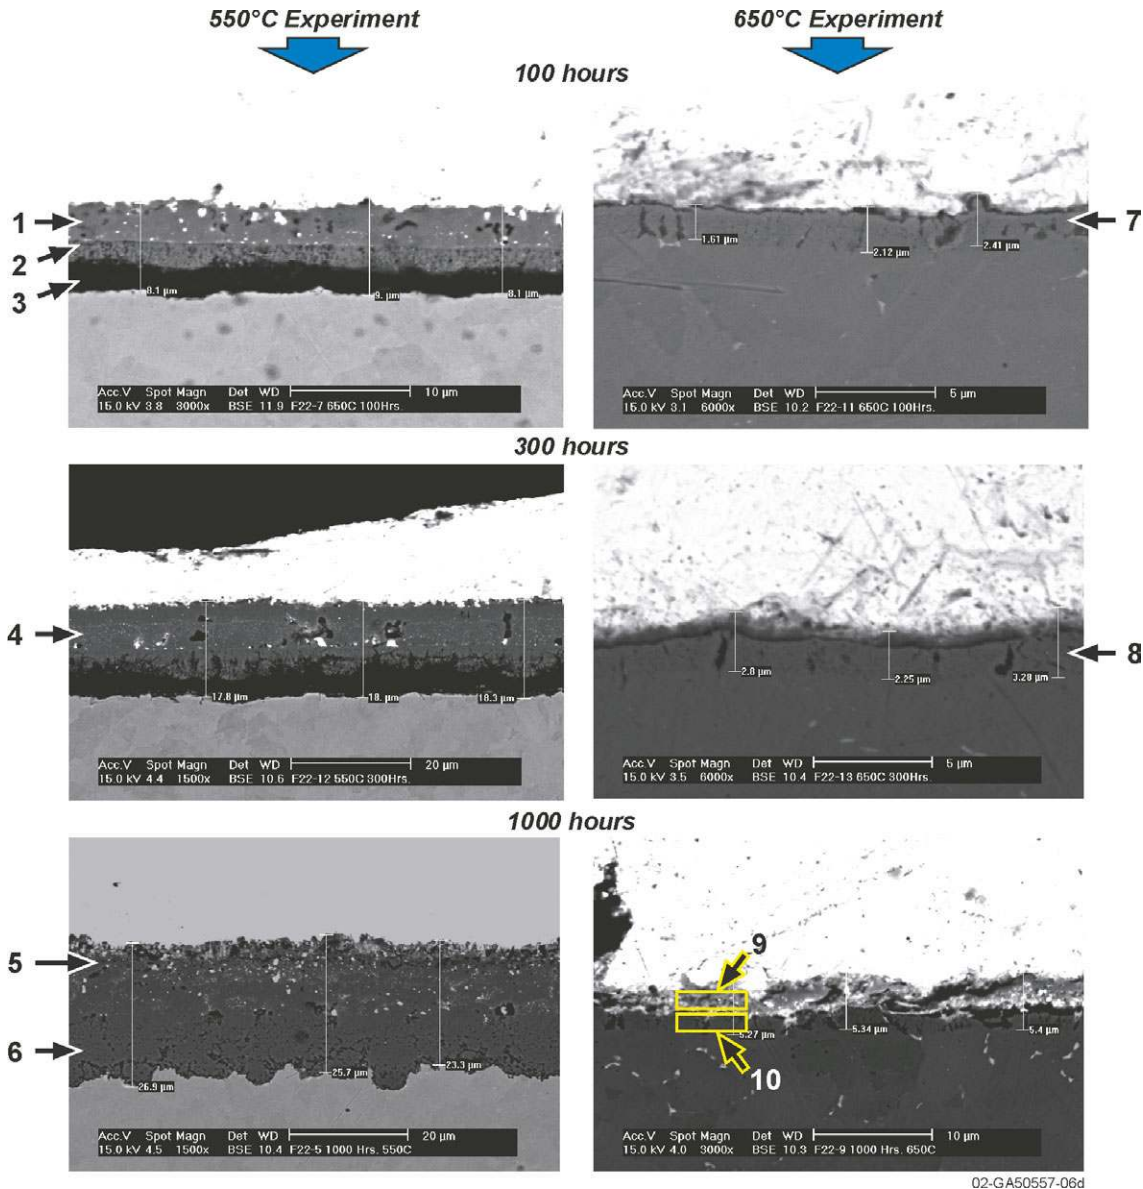 550°C Experiment
650°C Experiment
100 hours
1
2
3
8.1 µm
9. µm
8.1 µm
Acc.V Spot Magn Det WD 10 µm
15.0 kV 3.8 3000x BSE 11.9 F22-7 650C 100Hrs.
1.61 µm
2.12 µm
2.41 µm
7
Acc.V Spot Magn Det WD 5 µm
15.0 kV 3.1 6000x BSE 10.2 F22-11 650C 100Hrs.
300 hours
4
17.8 µm
18. µm
18.3 µm
Acc.V Spot Magn Det WD 20 µm
15.0 kV 4.4 1500x BSE 10.6 F22-12 550C 300Hrs.
2.8 µm
2.25 µm
3.28 µm
8
Acc.V Spot Magn Det WD 5 µm
15.0 kV 3.5 6000x BSE 10.4 F22-13 650C 300Hrs.
1000 hours
5
6
26.9 µm
25.7 µm
23.3 µm
Acc.V Spot Magn Det WD 20 µm
15.0 kV 4.5 1500x BSE 10.4 F22-5 1000 Hrs. 550C
9
10
5.27 µm
5.34 µm
5.4 µm
Acc.V Spot Magn Det WD 10 µm
15.0 kV 4.0 3000x BSE 10.3 F22-9 1000 Hrs. 650C
02-GA50557-06d